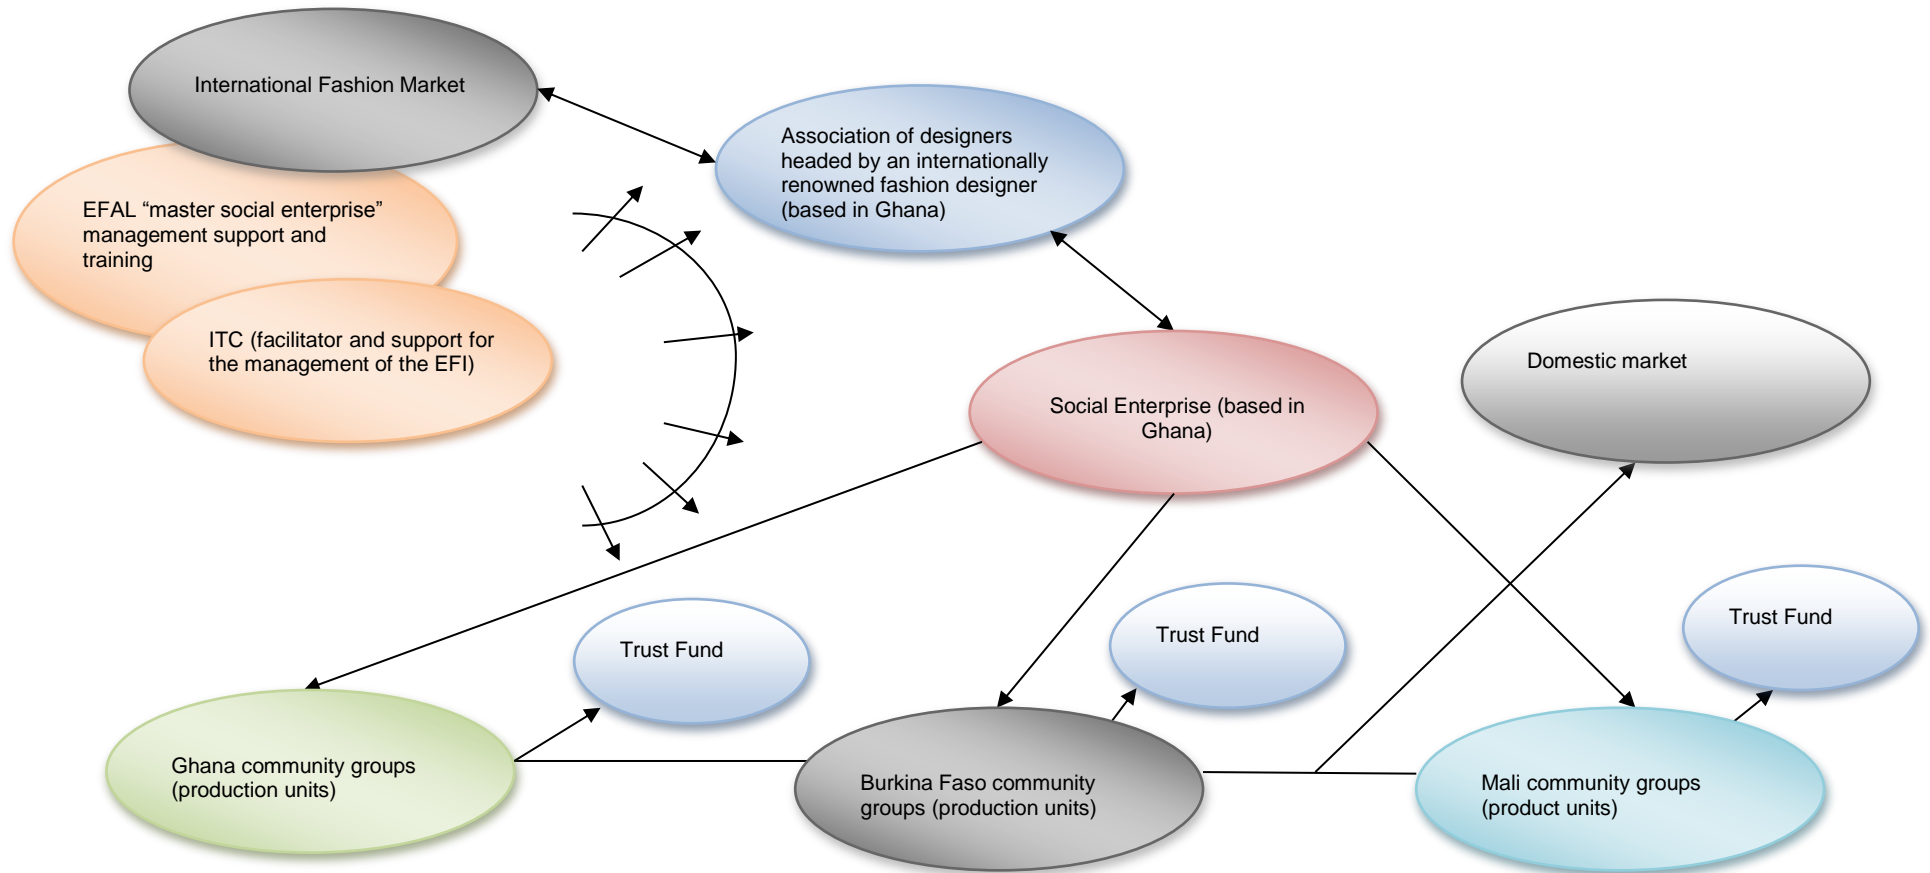 International Fashion Market
Association of designers
headed by an internationally
renowned fashion designer
(based in Ghana)
EFAL “master social enterprise”
management support and
training
ITC (facilitator and support for
the management of the EFI)
Domestic market
Social Enterprise (based in
Ghana)
Trust Fund
Trust Fund
Trust Fund
Ghana community groups
(production units)
Burkina Faso community
groups (production units)
Mali community groups
(product units)